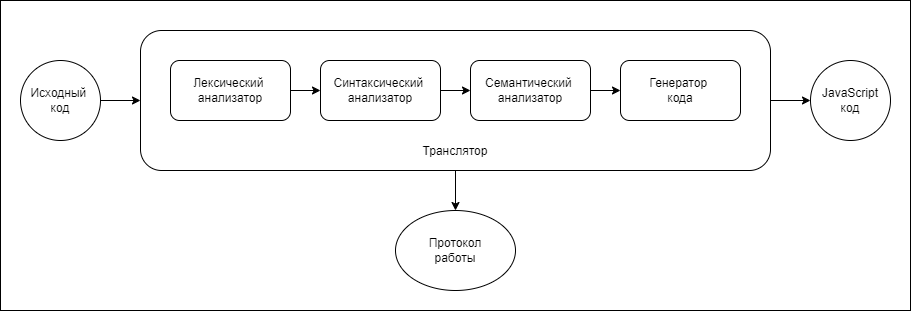 Исходный
код
Лексический
анализатор
Синтаксический
анализатор
Семантический
анализатор
Генератор
кода
JavaScript
код
Транслятор
Протокол
работы